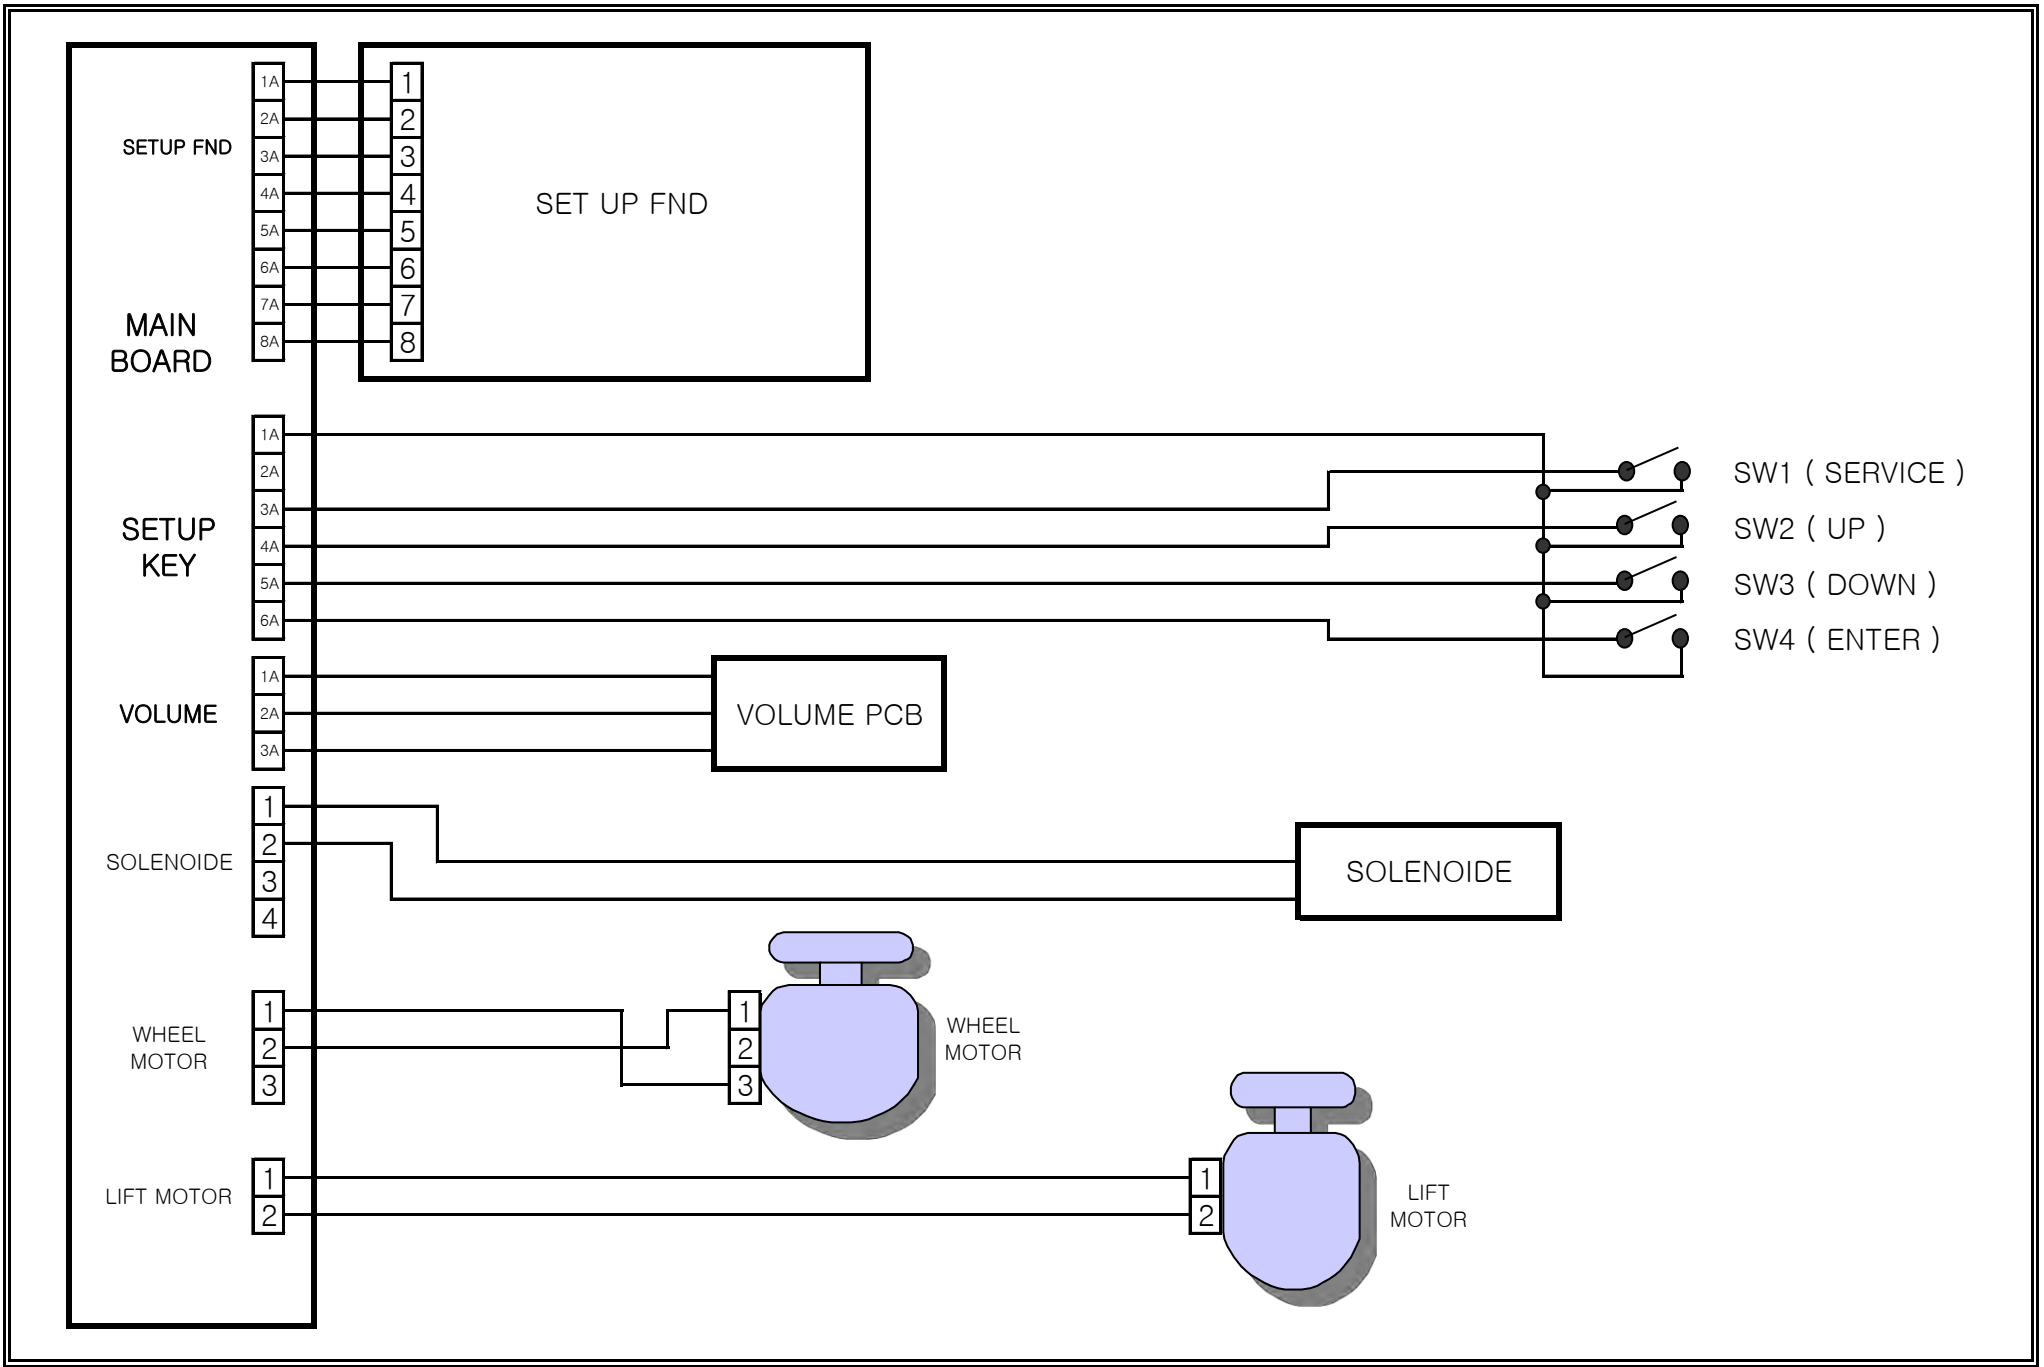 1A
2A
3A
4A
5A
6A
7A
8A
SETUP FND
1
2
3
4
5
6
7
8
SET UP FND
MAIN
BOARD
1A
2A
3A
4A
5A
6A
SETUP
KEY
SW1 ( SERVICE )
SW2 ( UP )
SW3 ( DOWN )
SW4 ( ENTER )
1A
2A
3A
VOLUME
VOLUME PCB
1
2
3
4
SOLENOIDE
SOLENOIDE
1
2
3
WHEEL
MOTOR
1
2
3
WHEEL
MOTOR
1
2
LIFT MOTOR
1
2
LIFT
MOTOR